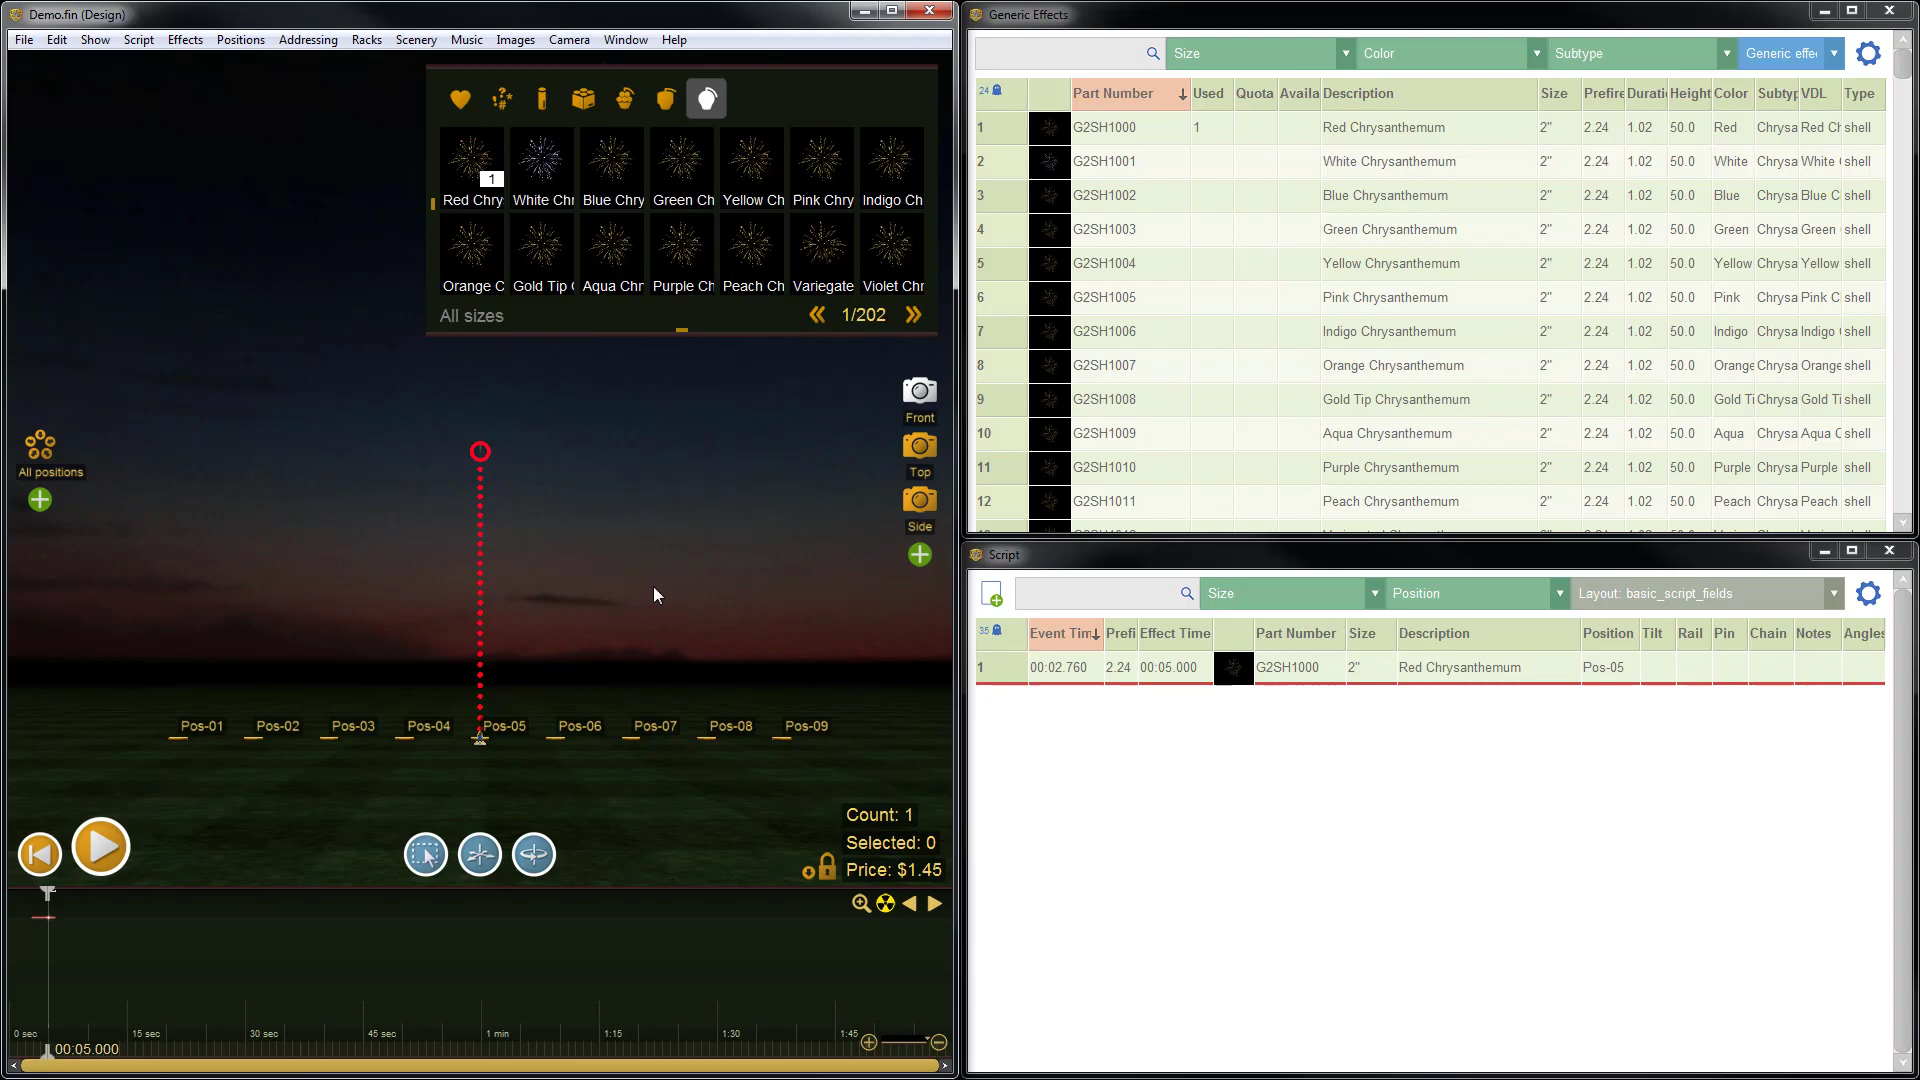 Demo.fin (Design)
File Edit Show Script Effects Positions Addressing Racks Scenery Music Images Camera Window Help
1
Red Chry White Chr Blue Chry Green Ch Yellow Ch Pink Chry Indigo Ch
Orange C Gold Tip Aqua Chr Purple Ch Peach Ch Variegate Violet Chr
All sizes 1/202
Front
Top
Side
All positions
Pos-01 Pos-02 Pos-03 Pos-04 Pos-05 Pos-06 Pos-07 Pos-08 Pos-09
Count: 1
Selected: 0
Price: $1.45
0 sec 15 sec 30 sec 45 sec 1 min 1:15 1:30 1:45
00:05.000
Generic Effects
Size Color Subtype Generic effe
24 Part Number Used Quota Availa Description Size Prefire Durati Height Color Subtyp VDL Type
1 G2SH1000 1 Red Chrysanthemum 2" 2.24 1.02 50.0 Red Chrysa Red Ch shell
2 G2SH1001 White Chrysanthemum 2" 2.24 1.02 50.0 White Chrysa White shell
3 G2SH1002 Blue Chrysanthemum 2" 2.24 1.02 50.0 Blue Chrysa Blue C shell
4 G2SH1003 Green Chrysanthemum 2" 2.24 1.02 50.0 Green Chrysa Green shell
5 G2SH1004 Yellow Chrysanthemum 2" 2.24 1.02 50.0 Yellow Chrysa Yellow shell
6 G2SH1005 Pink Chrysanthemum 2" 2.24 1.02 50.0 Pink Chrysa Pink C shell
7 G2SH1006 Indigo Chrysanthemum 2" 2.24 1.02 50.0 Indigo Chrysa Indigo shell
8 G2SH1007 Orange Chrysanthemum 2" 2.24 1.02 50.0 Orange Chrysa Orange shell
9 G2SH1008 Gold Tip Chrysanthemum 2" 2.24 1.02 50.0 Gold Ti Chrysa Gold Ti shell
10 G2SH1009 Aqua Chrysanthemum 2" 2.24 1.02 50.0 Aqua Chrysa Aqua C shell
11 G2SH1010 Purple Chrysanthemum 2" 2.24 1.02 50.0 Purple Chrysa Purple shell
12 G2SH1011 Peach Chrysanthemum 2" 2.24 1.02 50.0 Peach Chrysa Peach shell
Script
Size Position Layout: basic_script_fields
35 Event Tim Prefi Effect Time Part Number Size Description Position Tilt Rail Pin Chain Notes Angles
1 00:02.760 2.24 00:05.000 G2SH1000 2" Red Chrysanthemum Pos-05